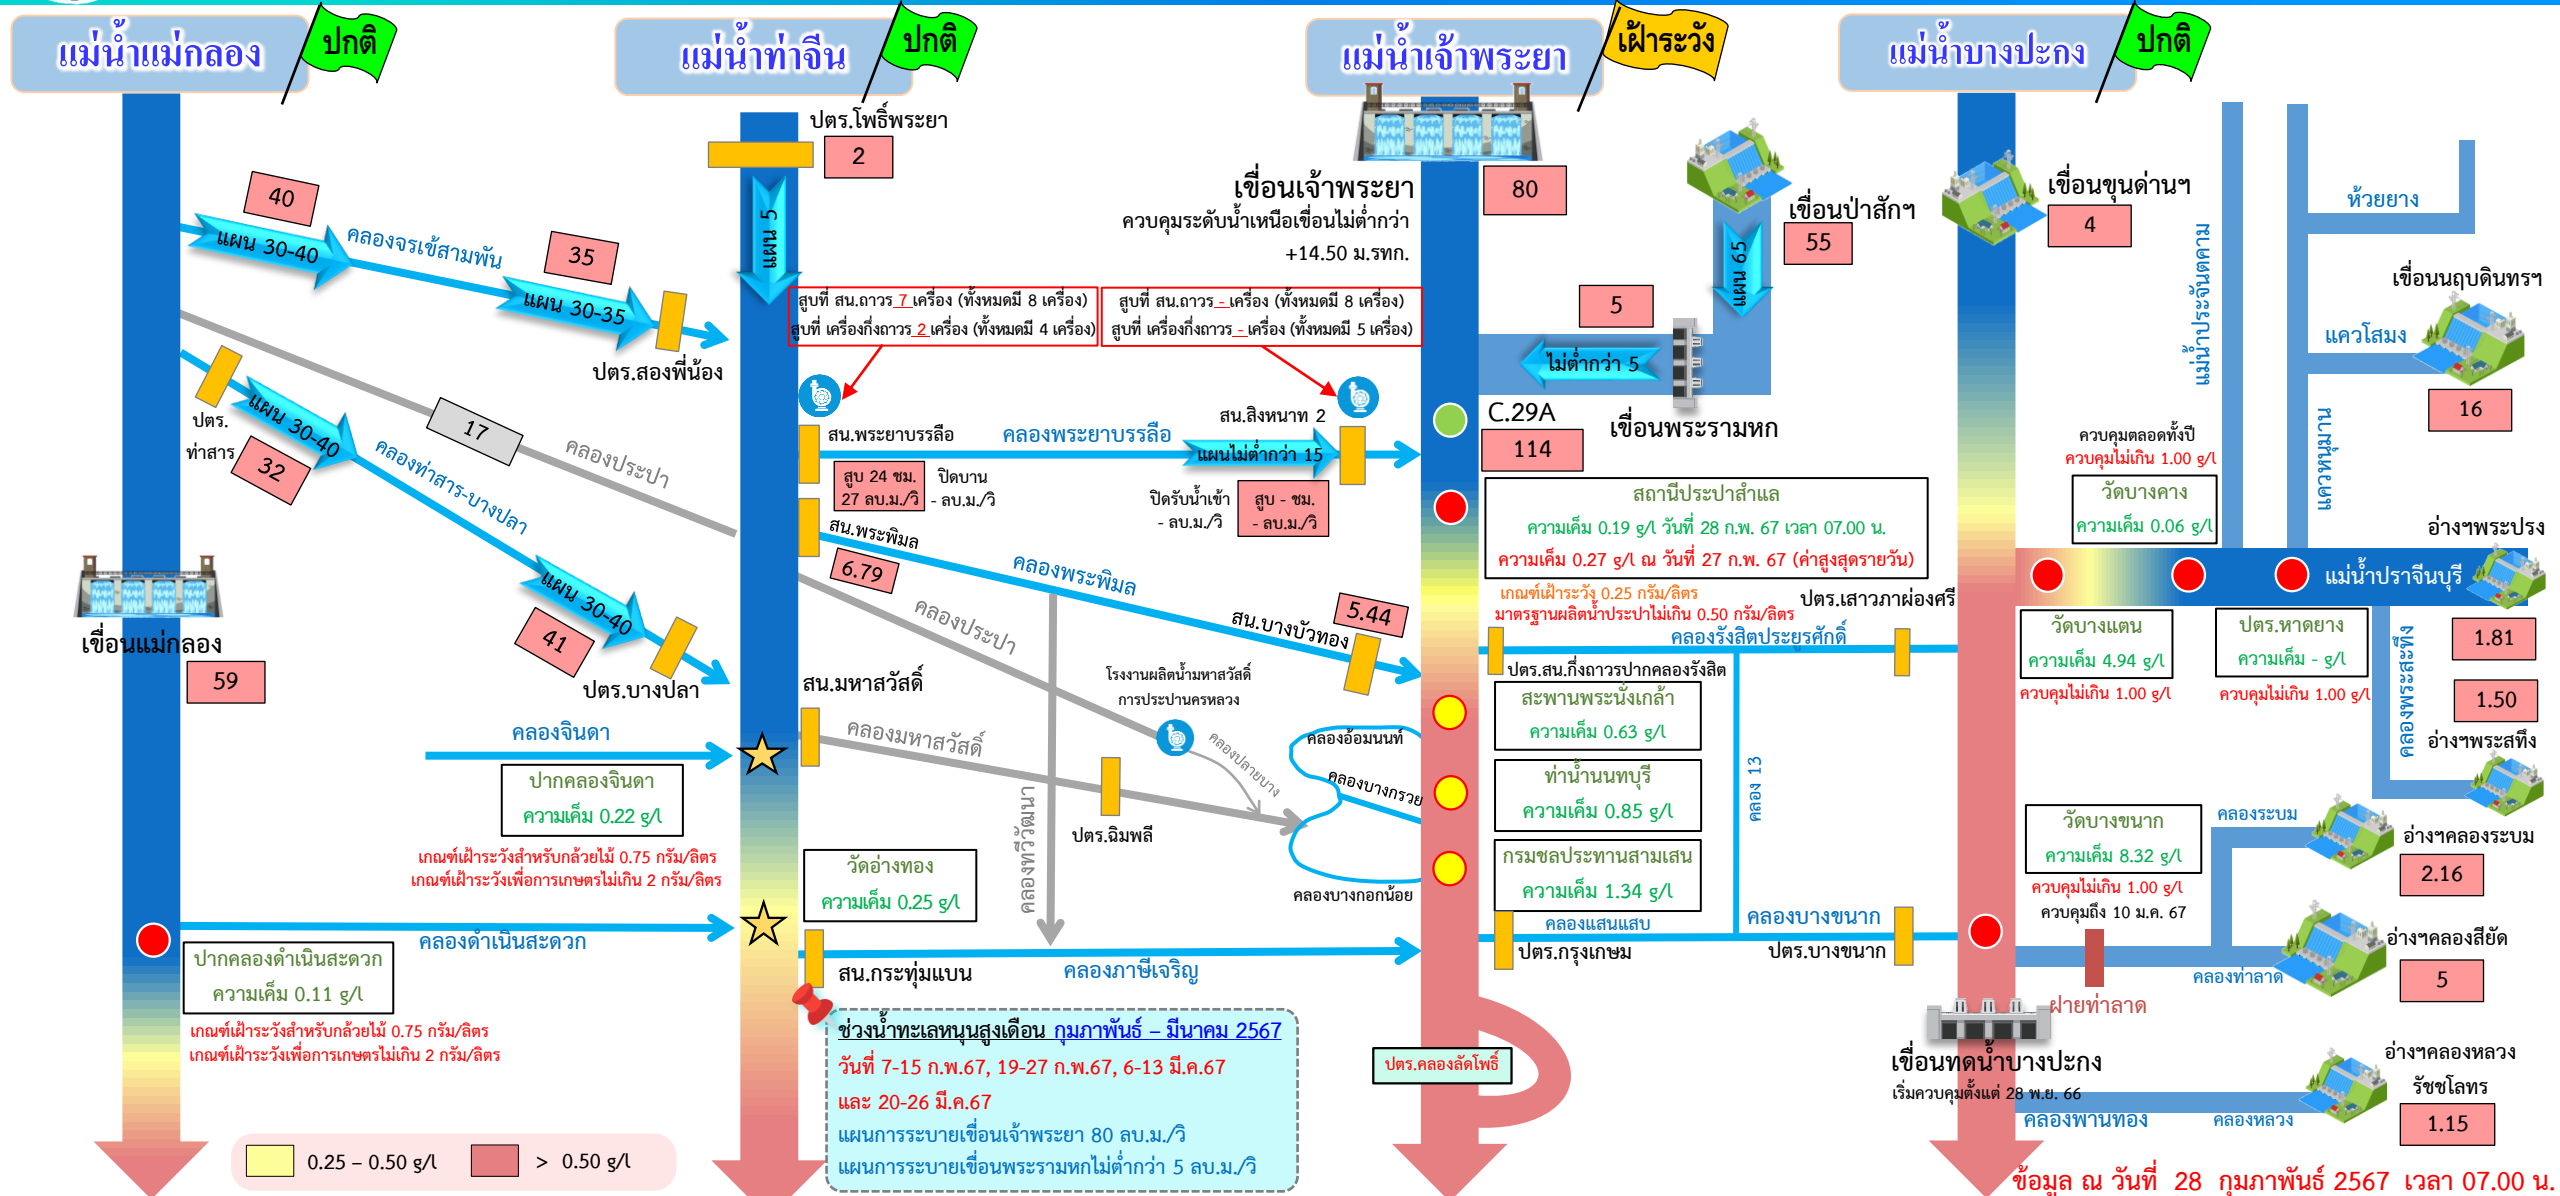 แม่น้ำแม่กลอง
ปกติ
แม่น้ำท่าจีน
ปกติ
แม่น้ำเจ้าพระยา
เฝ้าระวัง
แม่น้ำบางปะกง
ปกติ
40
แผน 30-40
คลองจรเข้สามพัน
35
แผน 30-35
ปตร.สองพี่น้อง
ปตร.
ท่าสาร
แผน 30-40
32
คลองท่าสาร-บางปลา
17
คลองประปา
แผน 30-40
41
ปตร.บางปลา
เขื่อนแม่กลอง
59
คลองจินดา
ปากคลองจินดา
ความเค็ม 0.22 g/l
เกณฑ์เฝ้าระวังสำหรับกล้วยไม้ 0.75 กรัม/ลิตร
เกณฑ์เฝ้าระวังเพื่อการเกษตรไม่เกิน 2 กรัม/ลิตร
คลองดำเนินสะดวก
ปากคลองดำเนินสะดวก
ความเค็ม 0.11 g/l
เกณฑ์เฝ้าระวังสำหรับกล้วยไม้ 0.75 กรัม/ลิตร
เกณฑ์เฝ้าระวังเพื่อการเกษตรไม่เกิน 2 กรัม/ลิตร
0.25 – 0.50 g/l
> 0.50 g/l
ปตร.โพธิ์พระยา
2
แผน 5
สูบที่ สน.ถาวร 7 เครื่อง (ทั้งหมดมี 8 เครื่อง)
สูบที่ เครื่องกึ่งถาวร 2 เครื่อง (ทั้งหมดมี 4 เครื่อง)
สูบที่ สน.ถาวร - เครื่อง (ทั้งหมดมี 8 เครื่อง)
สูบที่ เครื่องกึ่งถาวร - เครื่อง (ทั้งหมดมี 5 เครื่อง)
สน.พระยาบรรลือ
คลองพระยาบรรลือ
สน.สิงหนาท 2
แผนไม่ต่ำกว่า 15
สูบ 24 ชม.
27 ลบ.ม./วิ
ปิดบาน
- ลบ.ม./วิ
ปิดรับน้ำเข้า
- ลบ.ม./วิ
สูบ - ชม.
- ลบ.ม./วิ
สน.พระพิมล
6.79
คลองพระพิมล
5.44
สน.บางบัวทอง
คลองประปา
โรงงานผลิตน้ำมหาสวัสดิ์
การประปานครหลวง
สน.มหาสวัสดิ์
คลองมหาสวัสดิ์
คลองปลายบาง
คลองทวีวัฒนา
ปตร.ฉิมพลี
คลองอ้อมนนท์
คลองบางกรวย
คลองบางกอกน้อย
วัดอ่างทอง
ความเค็ม 0.25 g/l
สน.กระทุ่มแบน
คลองภาษีเจริญ
ช่วงน้ำทะเลหนุนสูงเดือน กุมภาพันธ์ – มีนาคม 2567
วันที่ 7-15 ก.พ.67, 19-27 ก.พ.67, 6-13 มี.ค.67
และ 20-26 มี.ค.67
แผนการระบายเขื่อนเจ้าพระยา 80 ลบ.ม./วิ
แผนการระบายเขื่อนพระรามหกไม่ต่ำกว่า 5 ลบ.ม./วิ
เขื่อนเจ้าพระยา
80
ควบคุมระดับน้ำเหนือเขื่อนไม่ต่ำกว่า
+14.50 ม.รทก.
เขื่อนป่าสักฯ
55
แผน 65
5
ไม่ต่ำกว่า 5
เขื่อนพระรามหก
C.29A
114
สถานีประปาสำแล
ความเค็ม 0.19 g/l วันที่ 28 ก.พ. 67 เวลา 07.00 น.
ความเค็ม 0.27 g/l ณ วันที่ 27 ก.พ. 67 (ค่าสูงสุดรายวัน)
เกณฑ์เฝ้าระวัง 0.25 กรัม/ลิตร
มาตรฐานผลิตน้ำประปาไม่เกิน 0.50 กรัม/ลิตร
ปตร.เสาวภาผ่องศรี
คลองรังสิตประยูรศักดิ์
ปตร.สน.กึ่งถาวรปากคลองรังสิต
สะพานพระนั่งเกล้า
ความเค็ม 0.63 g/l
ท่าน้ำนนทบุรี
ความเค็ม 0.85 g/l
กรมชลประทานสามเสน
ความเค็ม 1.34 g/l
คลอง 13
คลองแสนแสบ
ปตร.กรุงเกษม
คลองบางขนาก
ปตร.บางขนาก
ปตร.คลองลัดโพธิ์
เขื่อนขุนด่านฯ
4
แม่น้ำประจันตคาม
ห้วยยาง
เขื่อนนฤบดินทรฯ
แควโสมง
16
แควหนุมาน
ควบคุมตลอดทั้งปี
ควบคุมไม่เกิน 1.00 g/l
วัดบางคาง
ความเค็ม 0.06 g/l
อ่างฯพระปรง
แม่น้ำปราจีนบุรี
1.81
วัดบางแตน
ความเค็ม 4.94 g/l
ควบคุมไม่เกิน 1.00 g/l
ปตร.หาดยาง
ความเค็ม - g/l
ควบคุมไม่เกิน 1.00 g/l
คลองพระสะทึง
1.50
อ่างฯพระสทึง
วัดบางขนาก
ความเค็ม 8.32 g/l
ควบคุมไม่เกิน 1.00 g/l
ควบคุมถึง 10 ม.ค. 67
คลองระบม
อ่างฯคลองระบม
2.16
อ่างฯคลองสียัด
5
คลองท่าลาด
ฝายท่าลาด
เขื่อนทดน้ำบางปะกง
เริ่มควบคุมตั้งแต่ 28 พ.ย. 66
คลองพานทอง
คลองหลวง
อ่างฯคลองหลวง
รัชชโลทร
1.15
ข้อมูล ณ วันที่ 28 กุมภาพันธ์ 2567 เวลา 07.00 น.